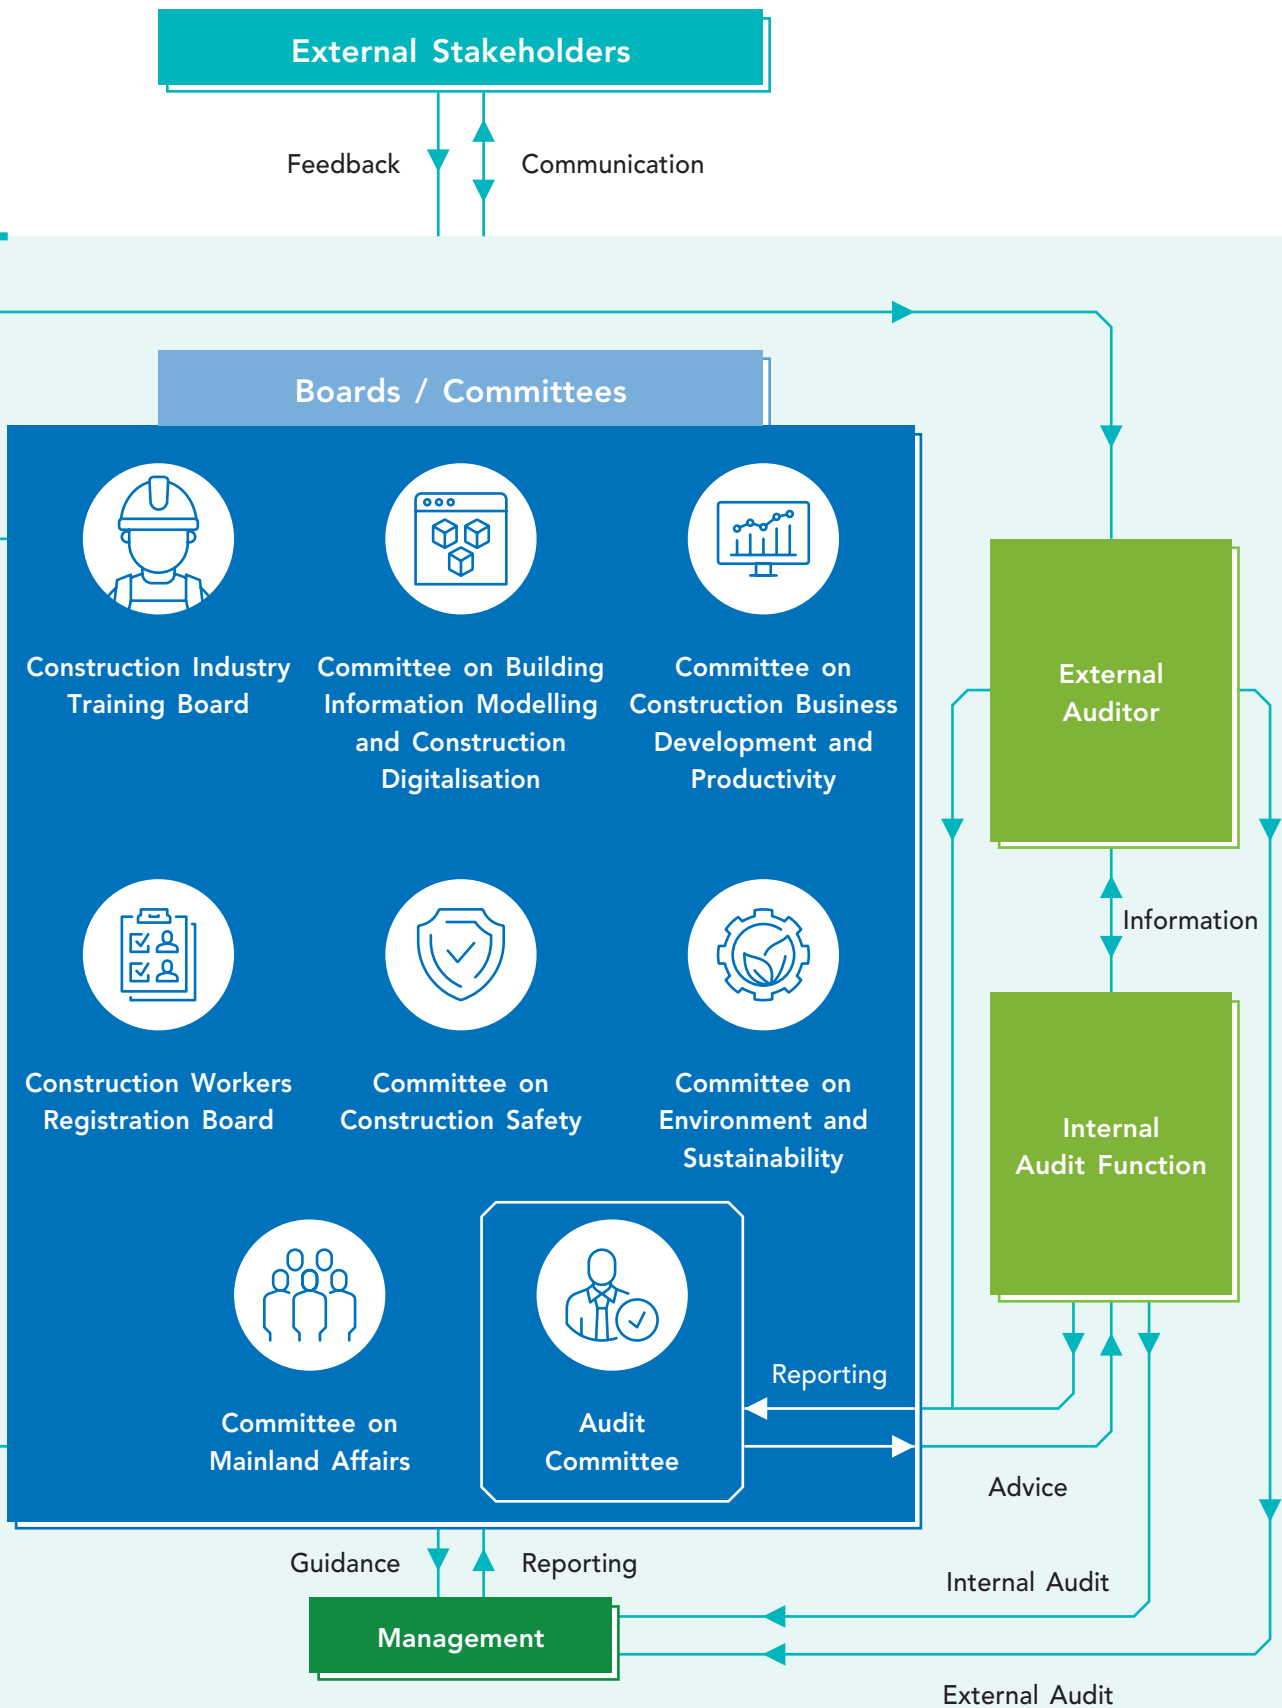 External Stakeholders
Feedback
Communication
Boards / Committees
Construction Industry
Training Board
Committee on Building
Information Modelling
and Construction
Digitalisation
Committee on
Construction Business
Development and
Productivity
External
Auditor
Information
Construction Workers
Registration Board
Committee on
Construction Safety
Committee on
Environment and
Sustainability
Internal
Audit Function
Committee on
Mainland Affairs
Audit
Committee
Reporting
Advice
Guidance
Reporting
Internal Audit
Management
External Audit